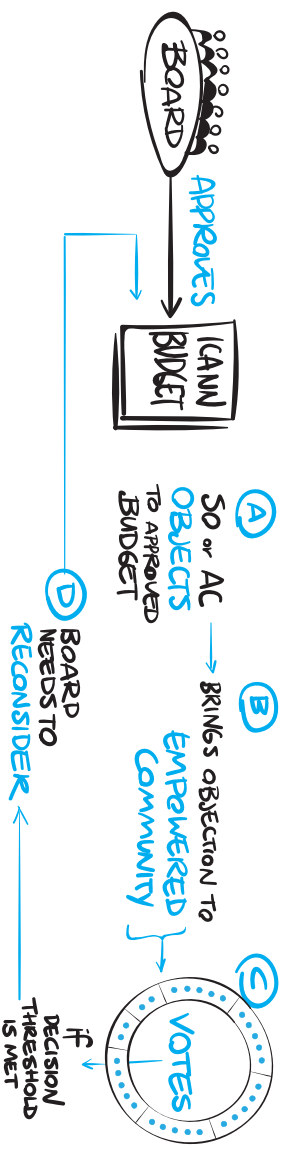 BOARD
APPROVES
ICANN
BUDGET
A
SO or AC
OBJECTS
TO APPROVED
BUDGET
B
BRINGS OBJECTION TO
EMPOWERED
COMMUNITY
C
VOTES
if
DECISION
THRESHOLD
IS MET
D
BOARD
NEEDS TO
RECONSIDER